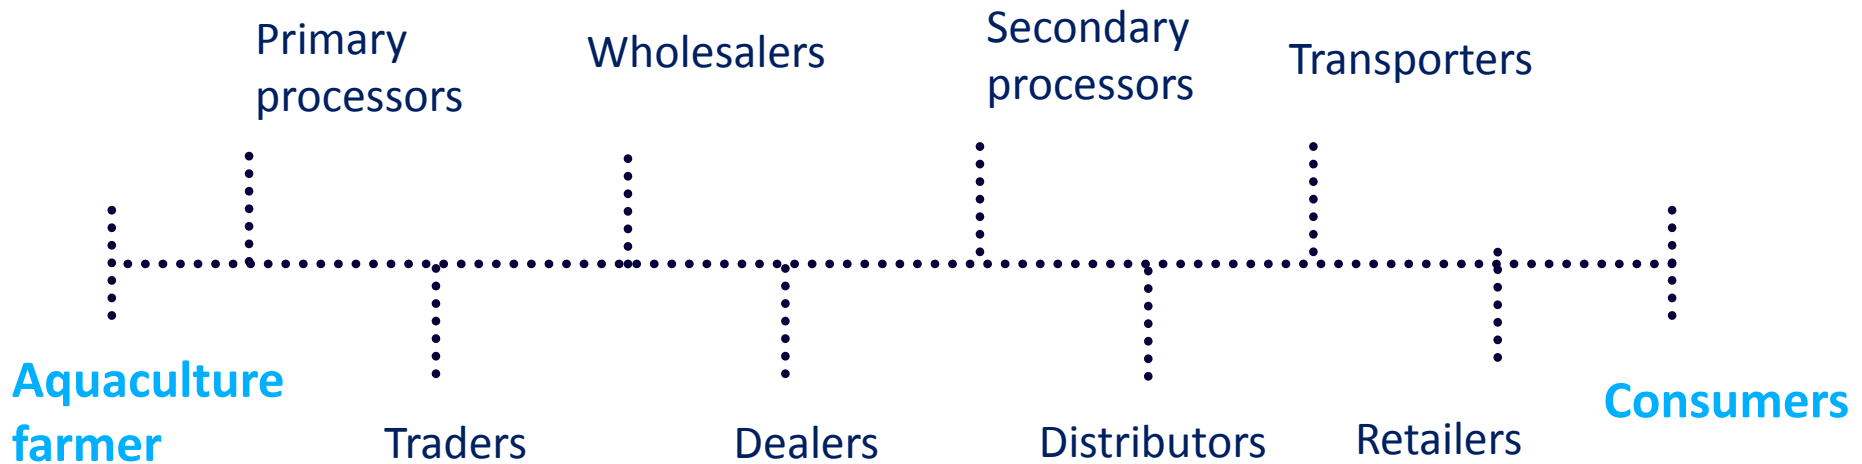 Primary
processors
Wholesalers
Secondary
processors
Transporters
Aquaculture
farmer
Traders
Dealers
Distributors
Retailers
Consumers